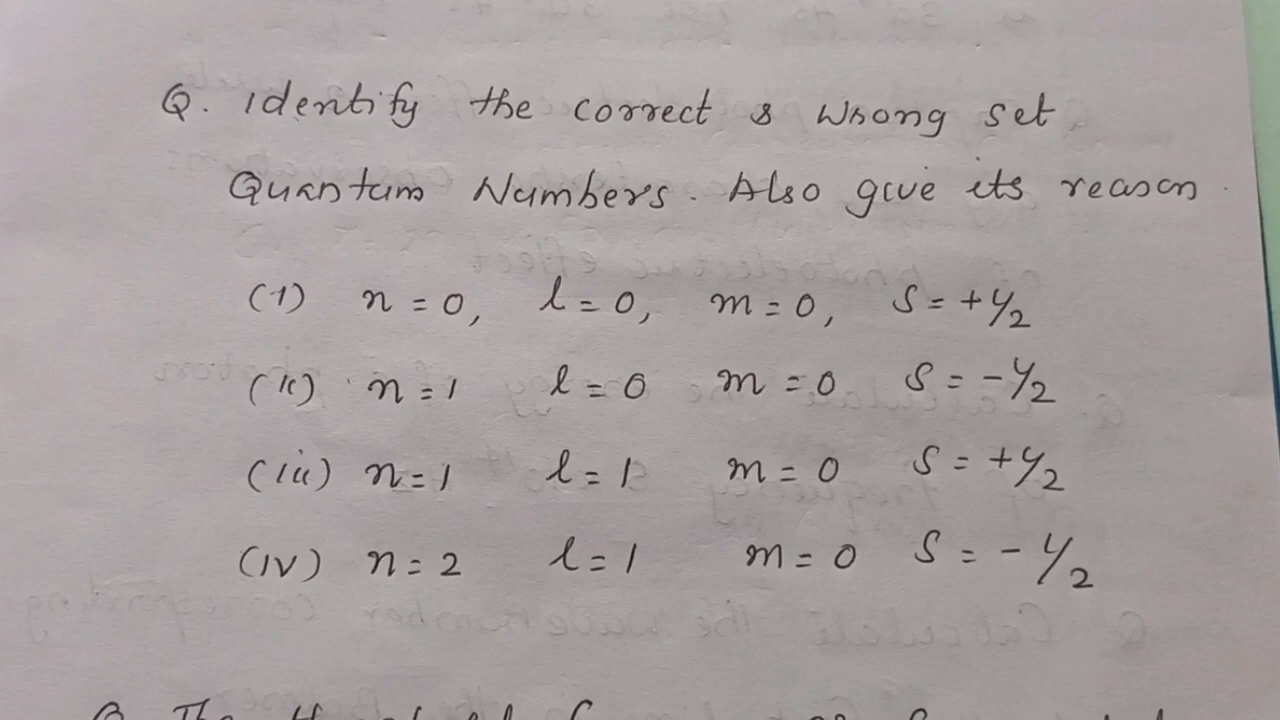 Q. Identify the correct & wrong set
Quantum Numbers. Also give its reason.
(i) n = 0, l = 0, m = 0, S = +1/2
(ii) n = 1 l = 0 m = 0 S = -1/2
(iii) n = 1 l = 1 m = 0 S = +1/2
(iv) n = 2 l = 1 m = 0 S = -1/2